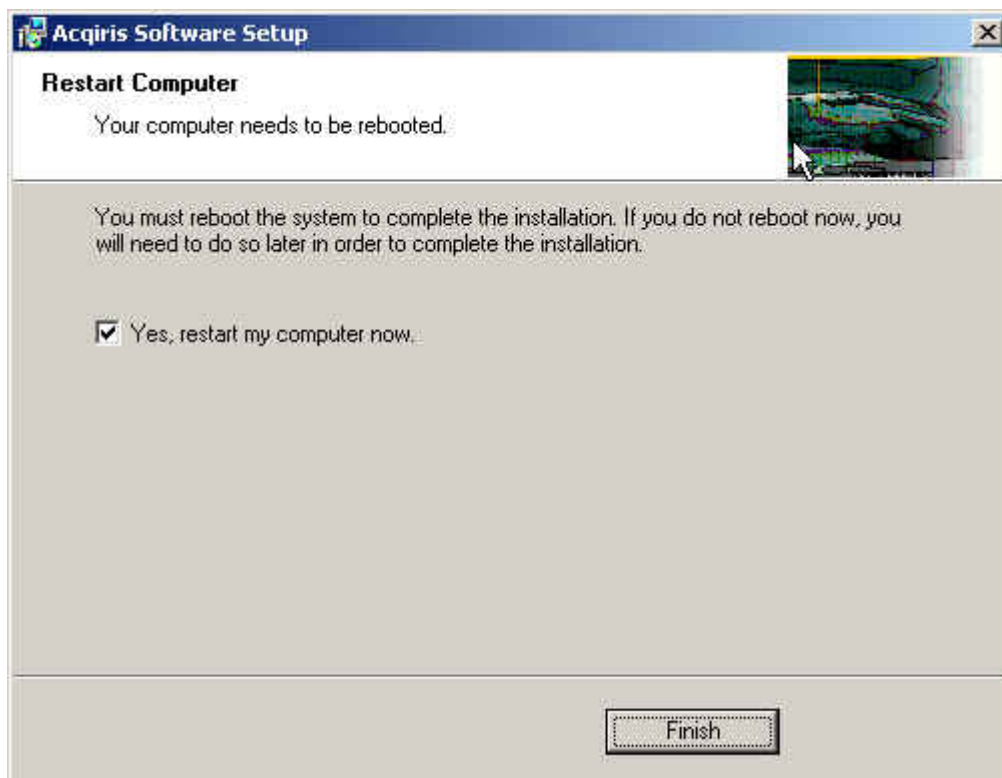 Acqiris Software Setup
Restart Computer
Your computer needs to be rebooted.
You must reboot the system to complete the installation. If you do not reboot now, you
will need to do so later in order to complete the installation.
Yes, restart my computer now.
Finish